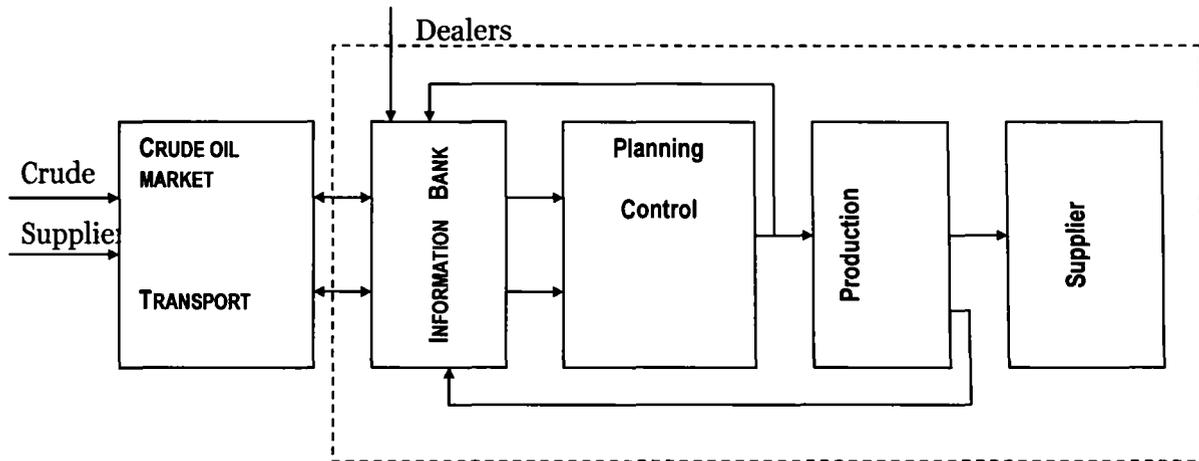 Dealers
Crude
Supplie
CRUDE OIL
MARKET
TRANSPORT
INFORMATION BANK
Planning
Control
Production
Supplier